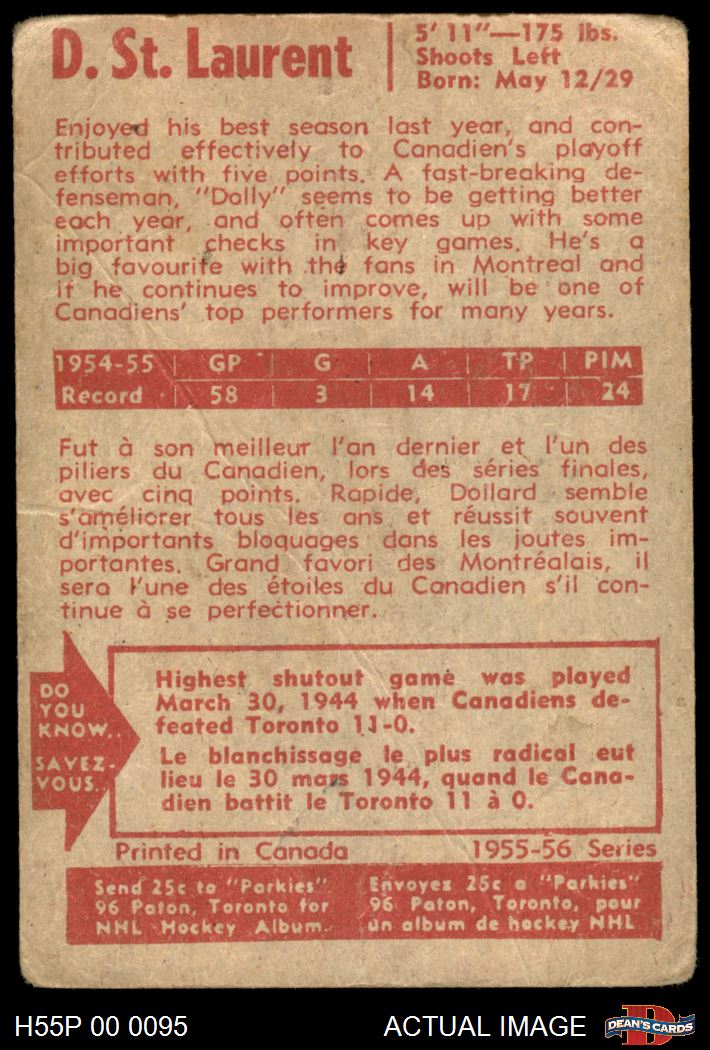 D. St. Laurent
5' 11"—175 lbs.
Shoots Left
Born: May 12/29
Enjoyed his best season last year, and con-
tributed effectively to Canadien's playoff
efforts with five points. A fast-breaking de-
fenseman, "Dolly" seems to be getting better
each year, and often comes up with some
important checks in key games. He's a
big favourite with the fans in Montreal and
if he continues to improve, will be one of
Canadiens' top performers for many years.
1954-55 GP G A TP PIM
Record 58 3 14 17 24
Fut à son meilleur l'an dernier et l'un des
piliers du Canadien, lors des séries finales,
avec cinq points. Rapide, Dollard semble
s'améliorer tous les ans et réussit souvent
d'importants bloquages dans les joutes im-
portantes. Grand favori des Montréalais, il
sera l'une des étoiles du Canadien s'il con-
tinue à se perfectionner.
DO
YOU
KNOW..
SAVEZ-
VOUS..
Highest shutout game was played
March 30, 1944 when Canadiens de-
feated Toronto 11-0.
Le blanchissage le plus radical eut
lieu le 30 mars 1944, quand le Cana-
dien battit le Toronto 11 à 0.
Printed in Canada
1955-56 Series
Send 25c to "Parkies"
96 Paton, Toronto for
NHL Hockey Album.
Envoyez 25c a "Parkies"
96 Paton, Toronto, pour
un album de hockey NHL
H55P 00 0095
ACTUAL IMAGE
DEAN'S CARDS